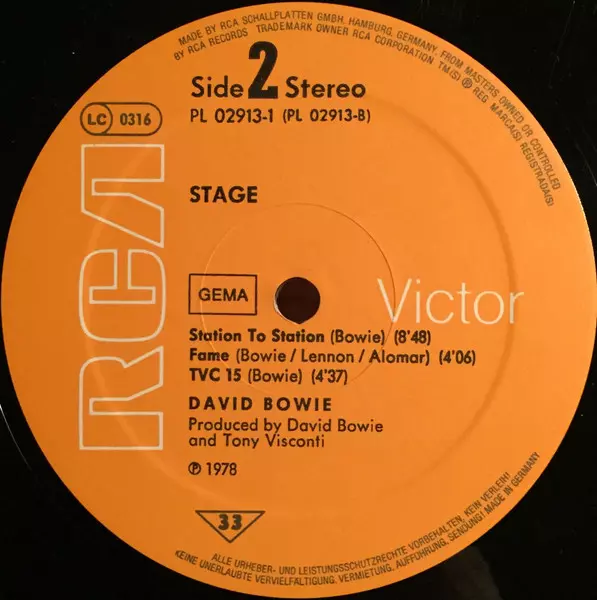 MADE BY RCA SCHALLPLATTEN GMBH. HAMBURG, GERMANY, FROM MASTERS OWNED OR CONTROLLED
BY RCA RECORDS TRADEMARK OWNER RCA CORPORATION TM(S) ® REG MARCA(S) REGISTRADA(S)
Side 2 Stereo
PL 02913-1 (PL 02913-B)
LC 0316
RCA
STAGE
GEMA
Victor
Station To Station (Bowie) (8'48)
Fame (Bowie / Lennon / Alomar) (4'06)
TVC 15 (Bowie) (4'37)
DAVID BOWIE
Produced by David Bowie
and Tony Visconti
℗ 1978
33
ALLE URHEBER- UND LEISTUNGSSCHUTZRECHTE VORBEHALTEN, KEIN VERLEIH!
KEINE UNERLAUBTE VERVIELFÄLTIGUNG, VERMIETUNG, AUFFÜHRUNG, SENDUNG! MADE IN GERMANY